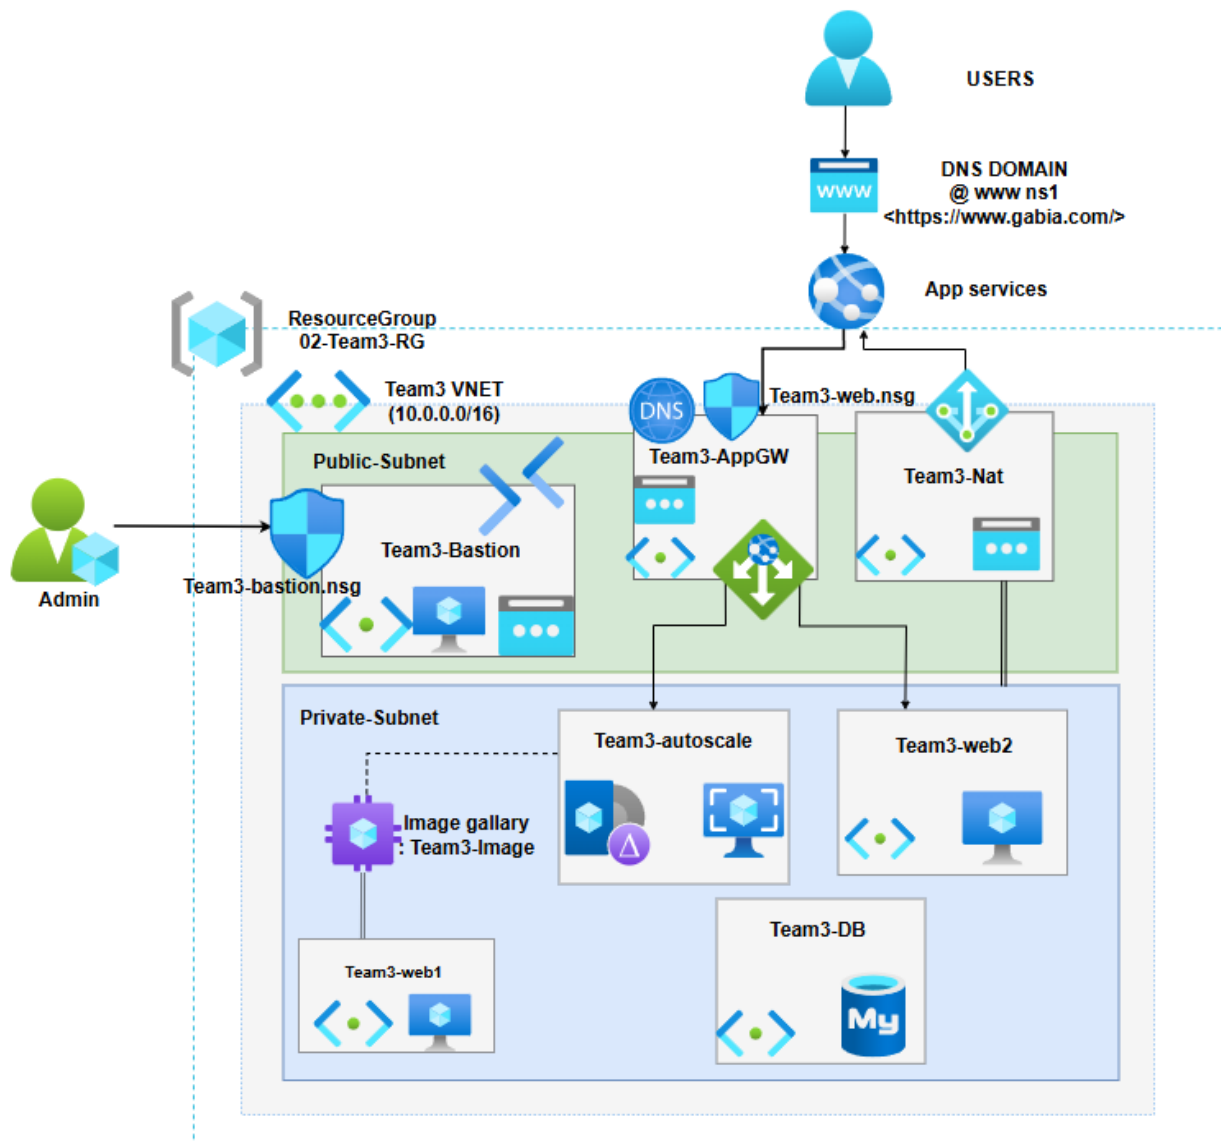 USERS
DNS DOMAIN
@ www ns1
<https://www.gabia.com/>
www
App services
ResourceGroup
02-Team3-RG
Team3 VNET
(10.0.0.0/16)
DNS
Team3-web.nsg
Public-Subnet
Team3-AppGW
Team3-Nat
Team3-Bastion
Team3-bastion.nsg
Admin
Private-Subnet
Team3-autoscale
Team3-web2
Image gallary
: Team3-Image
Δ
Team3-DB
Team3-web1
My